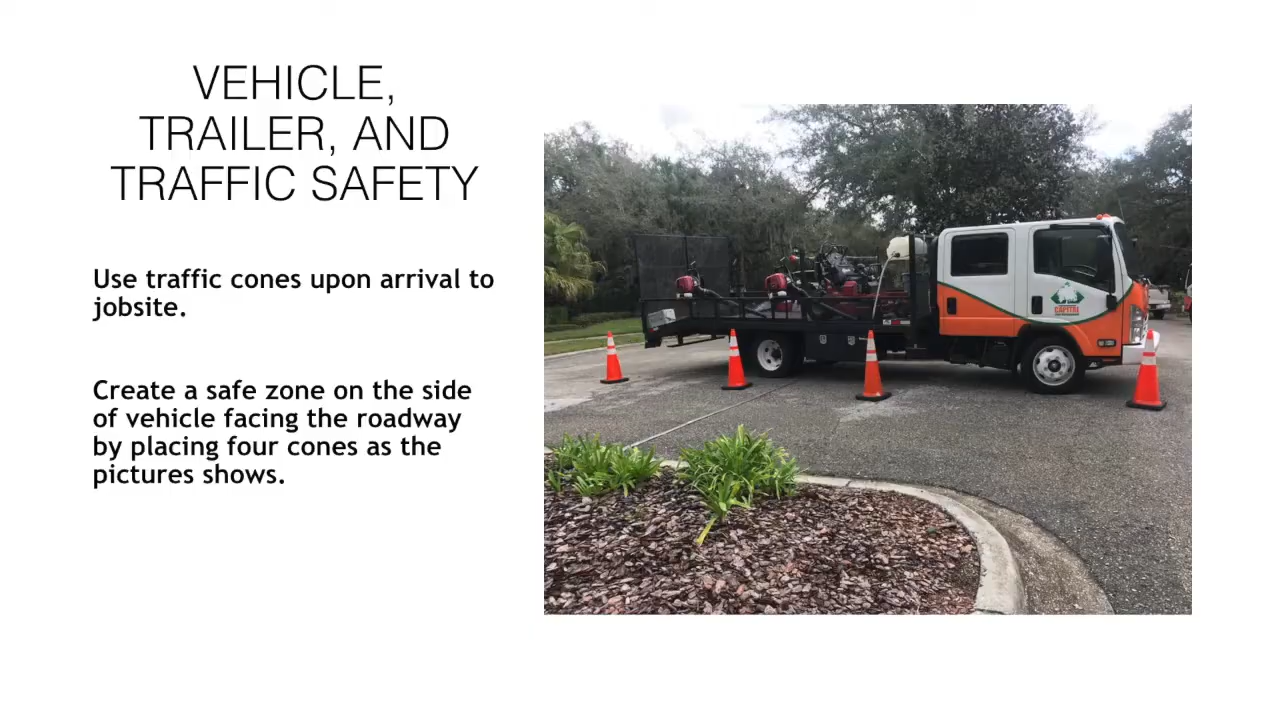 VEHICLE,
TRAILER, AND
TRAFFIC SAFETY
Use traffic cones upon arrival to
jobsite.
Create a safe zone on the side
of vehicle facing the roadway
by placing four cones as the
pictures shows.
CAPITAL